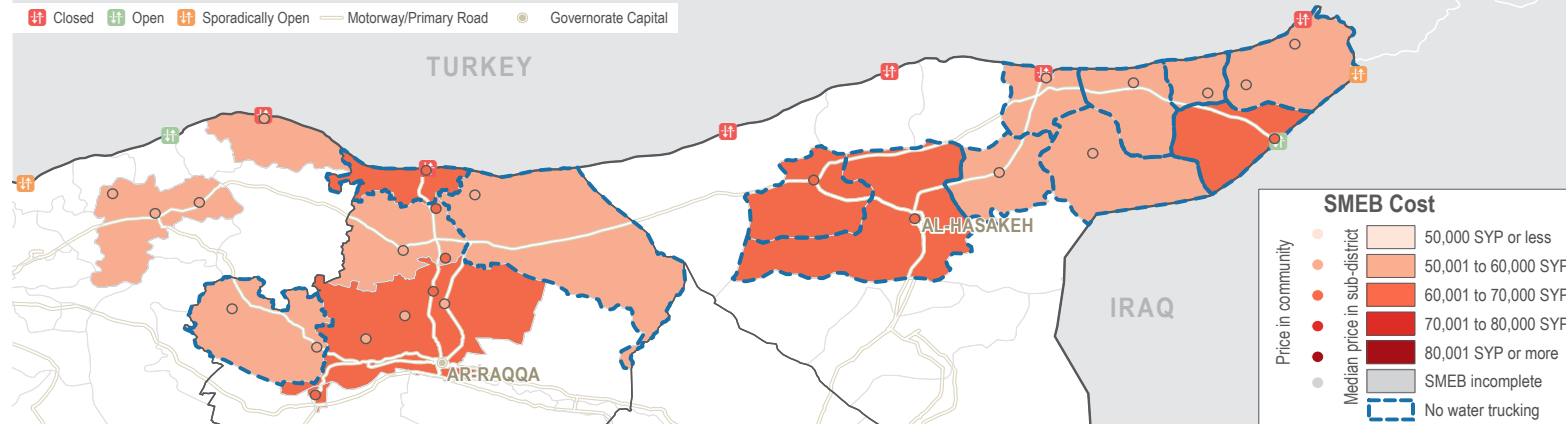 Closed Open Sporadically Open Motorway/Primary Road Governorate Capital
TURKEY
AL-HASAKEH
IRAQ
AR-RAQQA
SMEB Cost
Price in community
Median price in sub-district
50,000 SYP or less
50,001 to 60,000 SYP
60,001 to 70,000 SYP
70,001 to 80,000 SYP
80,001 SYP or more
SMEB incomplete
No water trucking